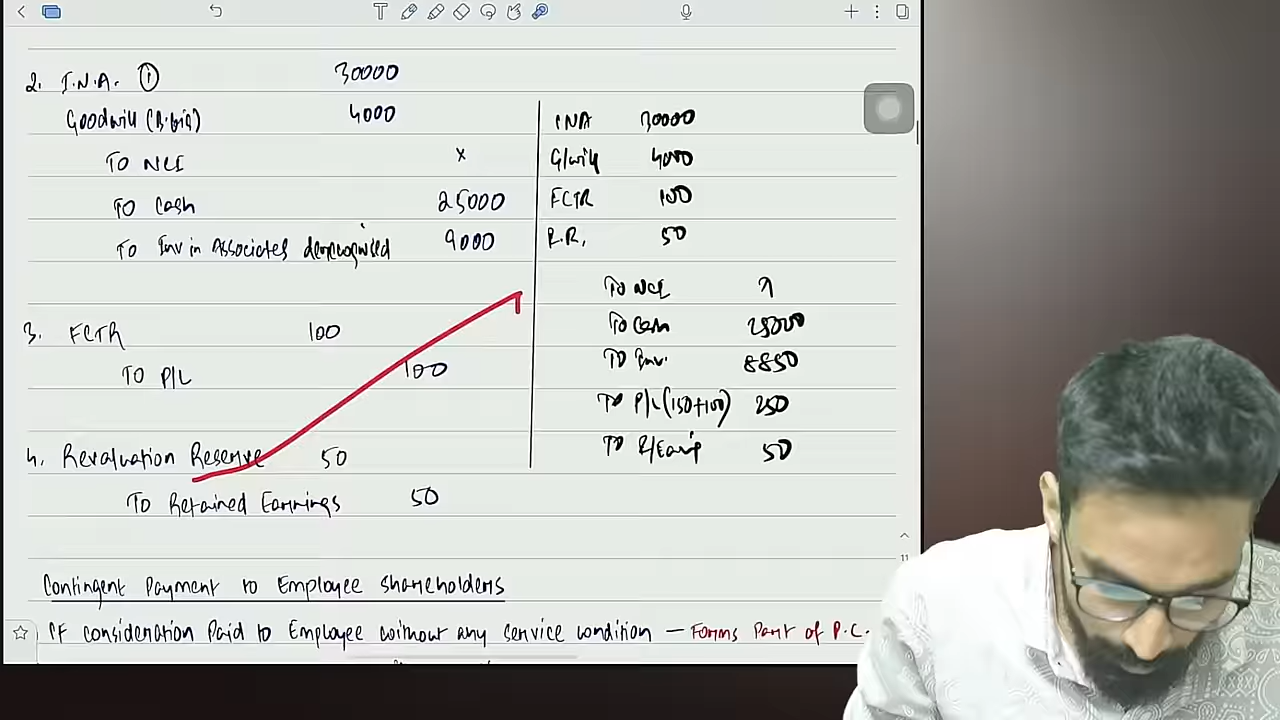 2. I.N.A. ① 30000
Goodwill (B.fig) 4000
TO NCI x
TO Cash 25000
TO Inv in Associates derecognised 9000
3. FCTR 100
TO P/L 100
4. Revaluation Reserve 50
TO Retained Earnings 50
INA 30000
G/will 4000
FCTR 100
R.R. 50
TO NCI
TO Cash 25000
TO Inv. 8850
TO P/L (150+100) 250
TO R/Earnig 50
Contingent Payment to Employee shareholders
IF consideration Paid to Employee without any service condition — Forms Part of P.C.
11